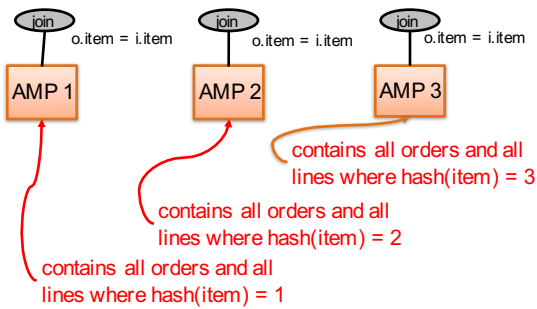 join
o.item = i.item
join
o.item = i.item
join
o.item = i.item
AMP 1
AMP 2
AMP 3
contains all orders and all
lines where hash(item) = 3
contains all orders and all
lines where hash(item) = 2
contains all orders and all
lines where hash(item) = 1